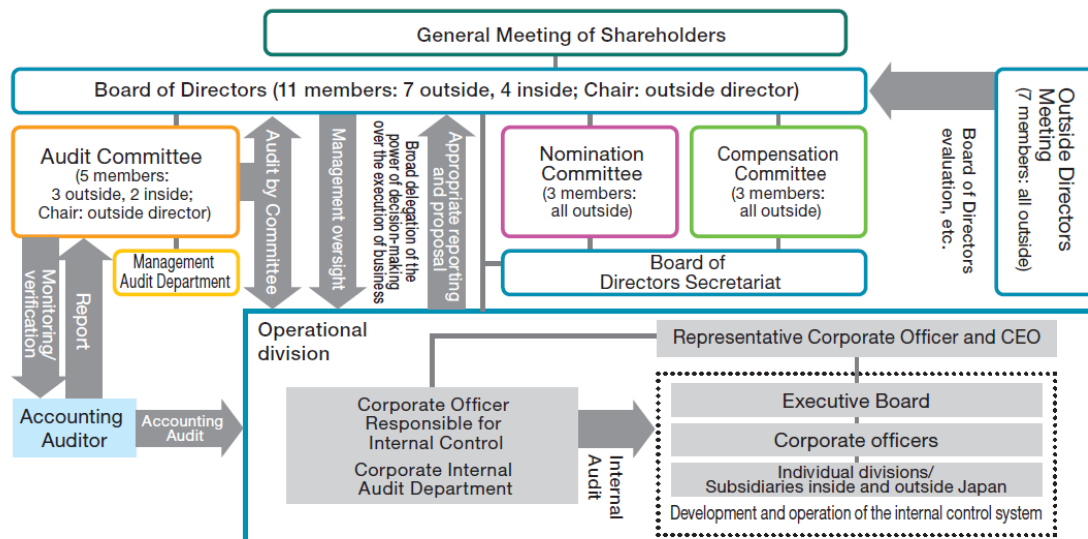 General Meeting of Shareholders
Board of Directors (11 members: 7 outside, 4 inside; Chair: outside director)
Outside Directors
Meeting
(7 members: all outside)
Board of Directors
evaluation, etc.
Audit Committee
(5 members:
3 outside, 2 inside;
Chair: outside director)
Audit by Committee
Management oversight
Broad delegation of the
power of decision-making
over the execution of business
Appropriate reporting
and proposal
Nomination
Committee
(3 members:
all outside)
Compensation
Committee
(3 members:
all outside)
Management
Audit Department
Board of
Directors Secretariat
Monitoring/
verification
Report
Accounting
Auditor
Accounting
Audit
Operational
division
Representative Corporate Officer and CEO
Corporate Officer
Responsible for
Internal Control
Corporate Internal
Audit Department
Internal
Audit
Executive Board
Corporate officers
Individual divisions/
Subsidiaries inside and outside Japan
Development and operation of the internal control system